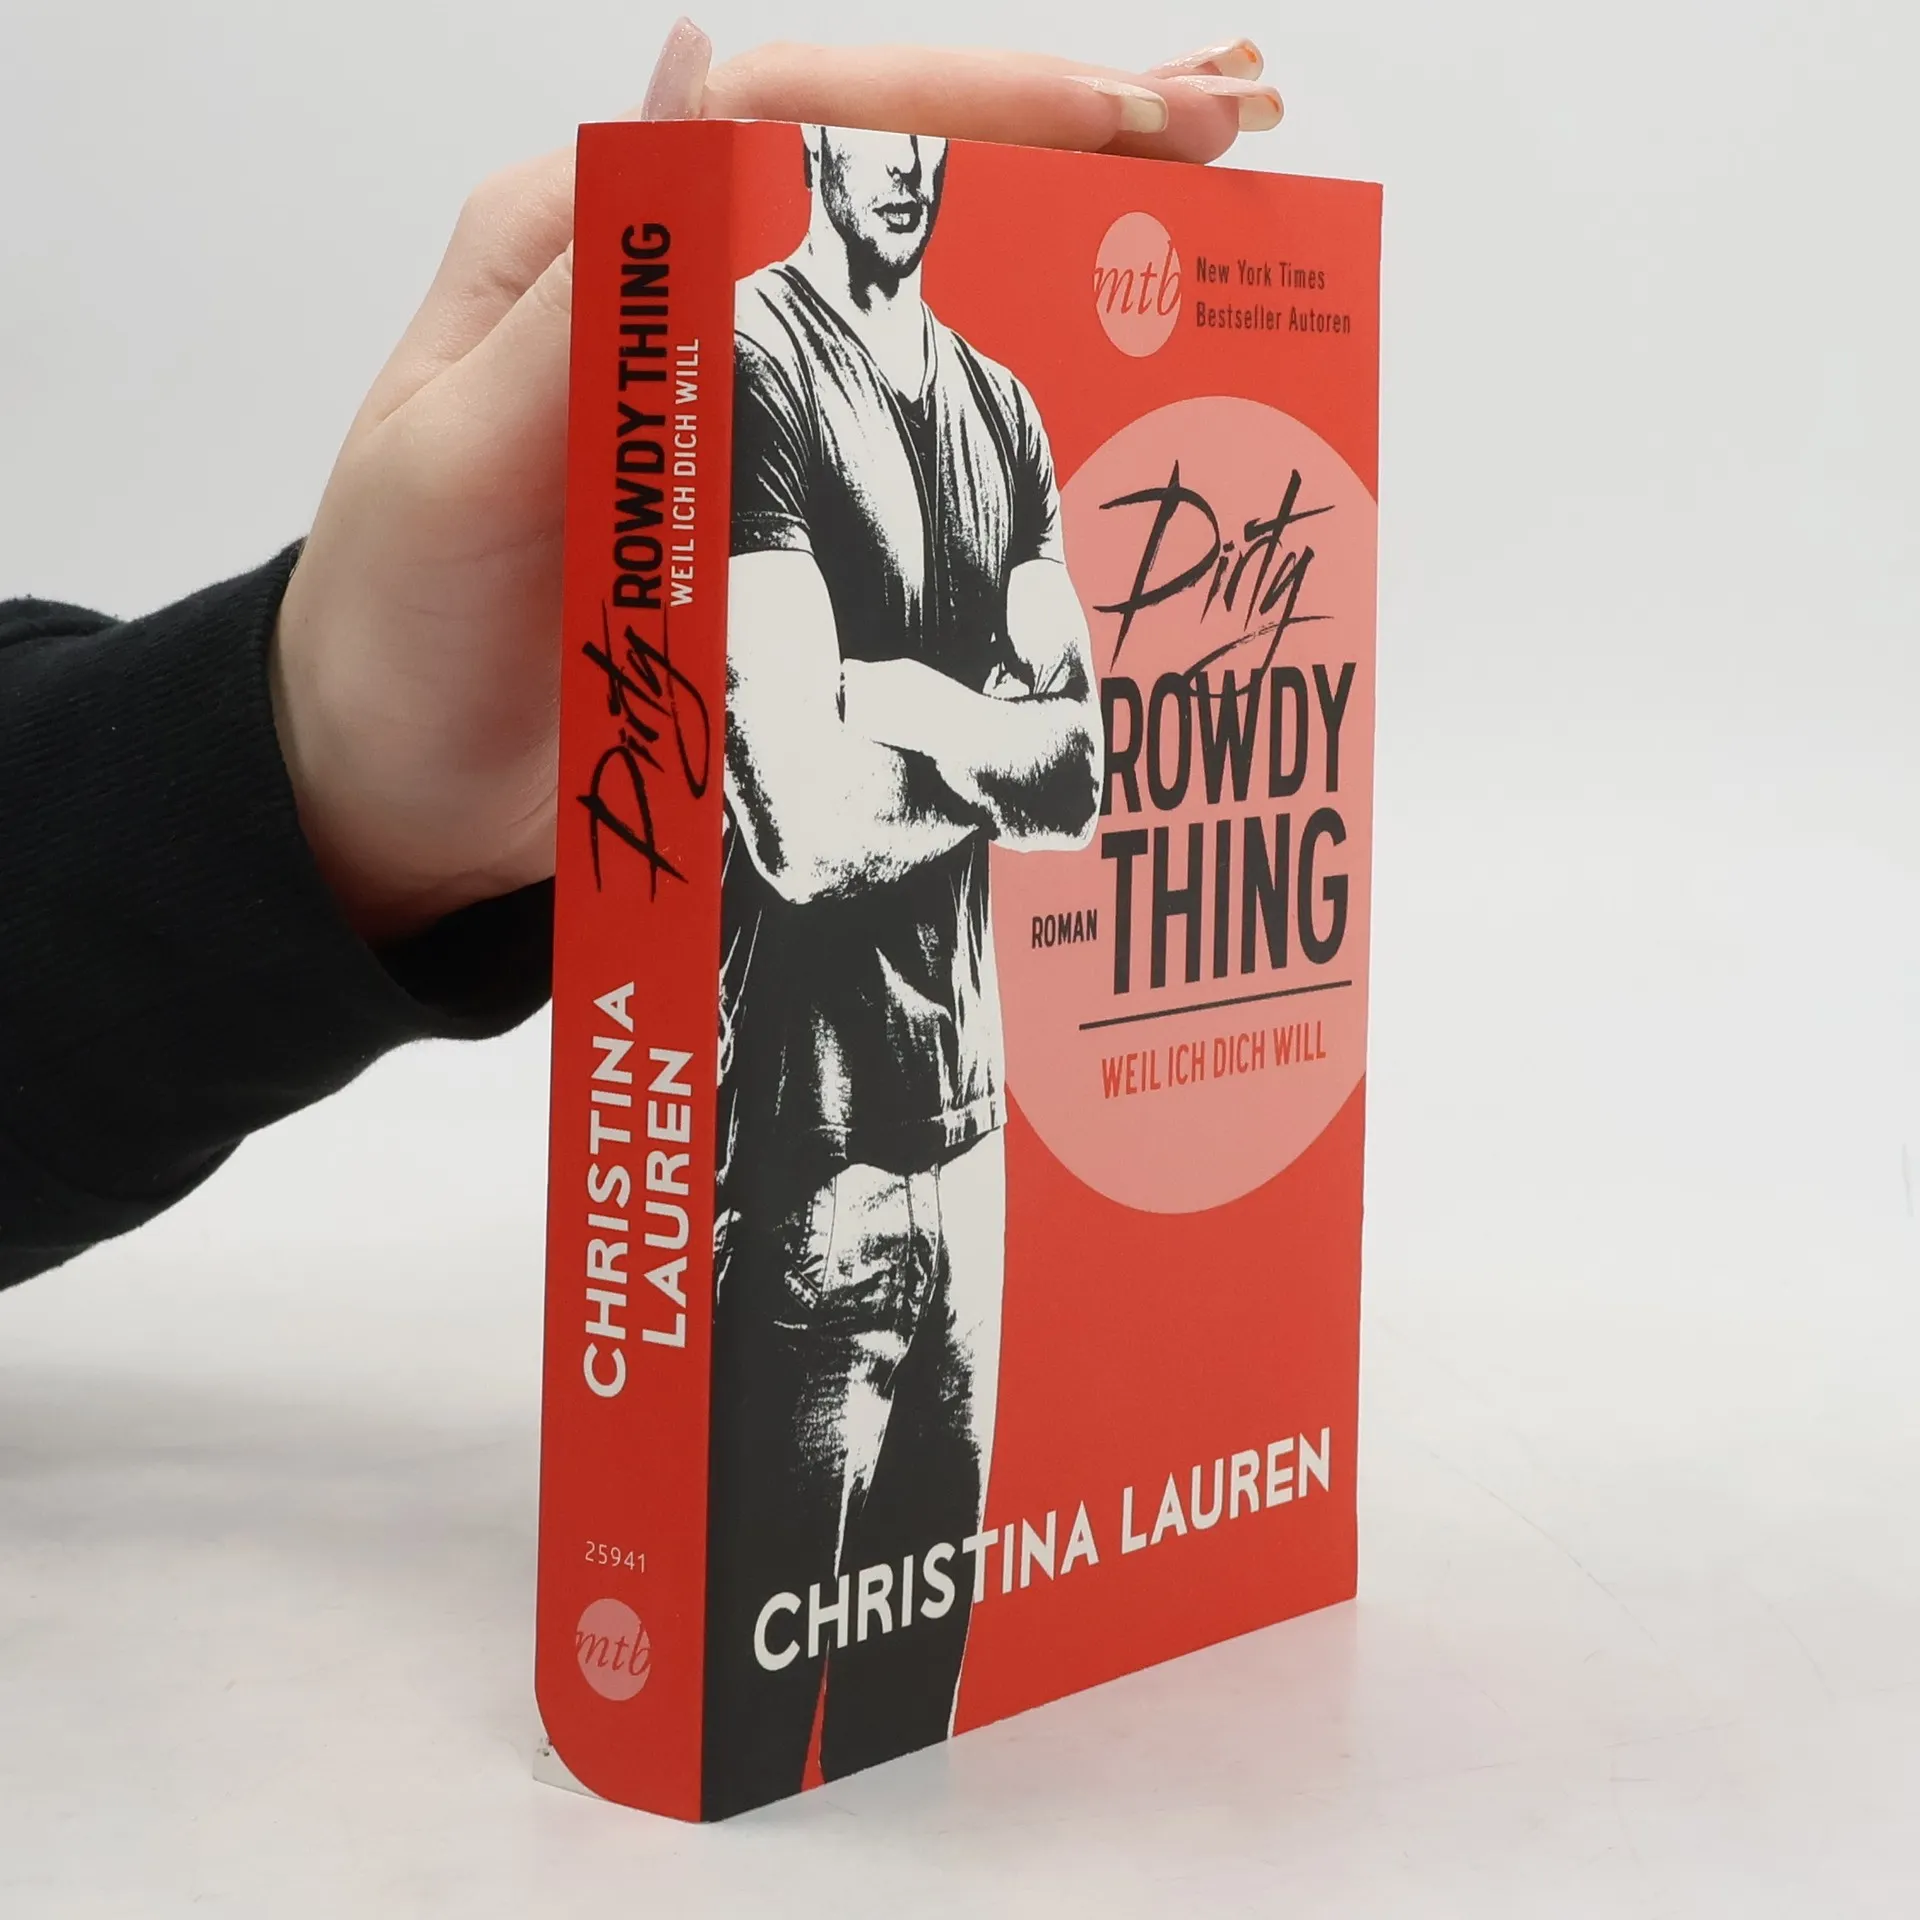 Dirty ROWDY THING
WEIL ICH DICH WILL
CHRISTINA
LAUREN
25941
mtb
mtb
New York Times
Bestseller Autoren
Dirty
ROWDY
THING
ROMAN
WEIL ICH DICH WILL
CHRISTINA LAUREN